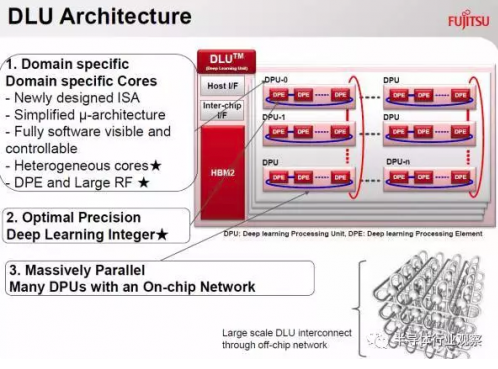 DLU Architecture
FUJITSU
1. Domain specific
Domain specific Cores
- Newly designed ISA
- Simplified μ-architecture
- Fully software visible and
controllable
- Heterogeneous cores★
- DPE and Large RF ★
2. Optimal Precision
Deep Learning Integer★
3. Massively Parallel
Many DPUs with an On-chip Network
DLU™
(Deep Learning Unit)
Host I/F
Inter-chip
I/F
HBM2
DPU-0
DPU
DPE DPE DPE
DPE DPE DPE
DPU-1
DPU
DPE DPE DPE
DPE DPE DPE
DPU
DPU-n
DPE DPE DPE
DPE DPE DPE
DPU: Deep learning Processing Unit, DPE: Deep learning Processing Element
Large scale DLU interconnect
through off-chip network
半导体行业观察